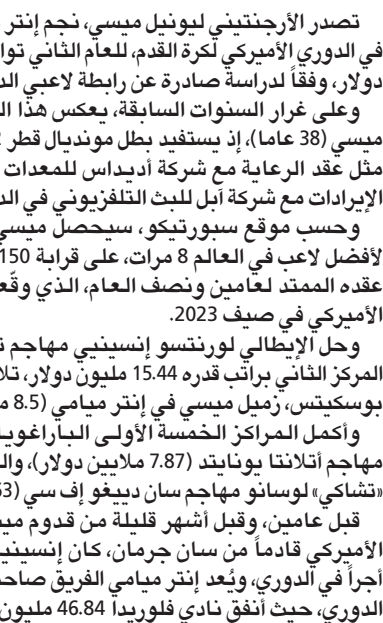 تصدر الأرجنتيني ليونيل ميسي، نجم إنتر
في الدوري الأميركي لكرة القدم، للعام الثاني توا
دولار، وفقاً لدراسة صادرة عن رابطة لاعبي الد
وعلى غرار السنوات السابقة، يعكس هذا ال
ميسي (38 عاما)، إذ يستفيد بطل مونديال قطر
مثل عقد الرعاية مع شركة أديداس للمعدات
الإيرادات مع شركة آبل للبث التلفزيوني في الد
وحسب موقع سبورتيكو، سيحصل ميسي
لأفضل لاعب في العالم 8 مرات، على قرابة 150
عقده الممتد لعامين ونصف العام، الذي وقّع
الأميركي في صيف 2023.
وحل الإيطالي لورنتسو إنسينيي مهاجم ت
المركز الثاني براتب قدره 15.44 مليون دولار، تلا
بوسكيتس، زميل ميسي في إنتر ميامي (8.5 م
وأكمل المراكز الخمسة الأولى الباراغويا
مهاجم أتلانتا يونايتد (7.87 ملايين دولار)، وال
«تشاكي» لوسانو مهاجم سان دييغو إف سي (
قبل عامين، وقبل أشهر قليلة من قدوم مي
الأميركي قادماً من سان جرمان، كان إنسيني
أجراً في الدوري، ويُعد إنتر ميامي الفريق صاح
الدوري، حيث أنفق نادي فلوريدا 46.84 مليون